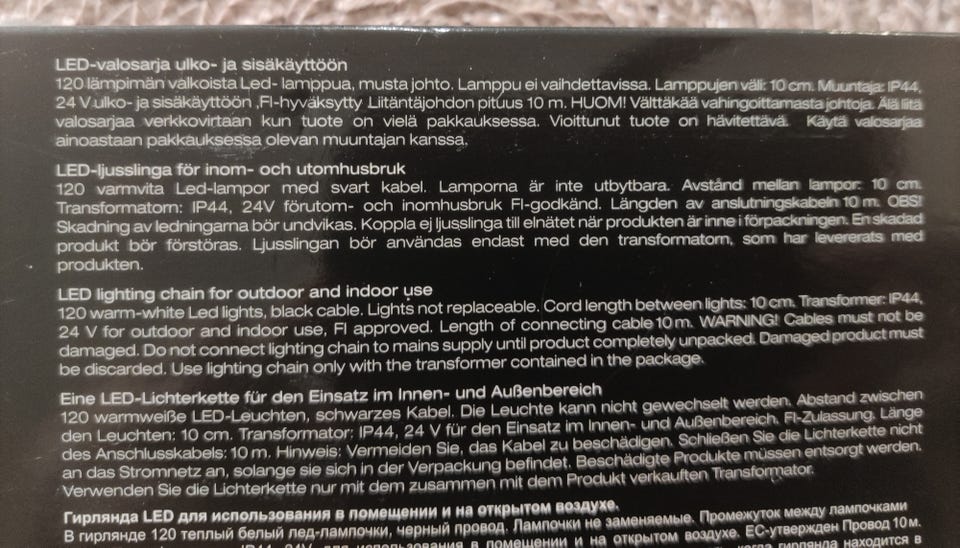 LED-valosarja ulko- ja sisäkäyttöön
120 lämpimän valkoista Led- lamppua, musta johto. Lamppu ei vaihdettavissa. Lamppujen väli: 10 cm. Muuntaja: IP44,
24 V.ulko- ja sisäkäyttöön ,FI-hyväksytty Liitäntäjohdon pituus 10 m. HUOM! Välttäkää vahingoittamasta johtoja. Älä liitä
valosarjaa verkkovirtaan kun tuote on vielä pakkauksessa. Vioittunut tuote on hävitettävä. Käytä valosarjaa
ainoastaan pakkauksessa olevan muuntajan kanssa.
LED-ljusslinga för inom- och utomhusbruk
120 varmvita Led-lampor med svart kabel. Lamporna är inte utbytbara. Avstånd mellan lampor: 10 cm.
Transformatorn: IP44, 24V förutom- och inomhusbruk FI-godkänd. Längden av anslutningskabeln 10 m. OBS!
Skadning av ledningarna bör undvikas. Koppla ej ljusslinga till elnätet när produkten är inne i förpackningen. En skadad
produkt bör förstöras. Ljusslingan bör användas endast med den transformatorn, som har levererats med
produkten.
LED lighting chain for outdoor and indoor use
120 warm-white Led lights, black cable. Lights not replaceable. Cord length between lights: 10 cm. Transformer: IP44,
24 V for outdoor and indoor use, FI approved. Length of connecting cable 10 m. WARNING! Cables must not be
damaged. Do not connect lighting chain to mains supply until product completely unpacked. Damaged product must
be discarded. Use lighting chain only with the transformer contained in the package.
Eine LED-Lichterkette für den Einsatz im Innen- und Außenbereich
120 warmweiße LED-Leuchten, schwarzes Kabel. Die Leuchte kann nicht gewechselt werden. Abstand zwischen
den Leuchten: 10 cm. Transformator: IP44, 24 V für den Einsatz im Innen- und Außenbereich. FI-Zulassung. Länge
des Anschlusskabels: 10 m. Hinweis: Vermeiden Sie, das Kabel zu beschädigen. Schließen Sie die Lichterkette nicht
an das Stromnetz an, solange sie sich in der Verpackung befindet. Beschädigte Produkte müssen entsorgt werden.
Verwenden Sie die Lichterkette nur mit dem zusammen mit dem Produkt verkauften Transformator.
Гирлянда LED для использования в помещении и на открытом воздухе.
В гирлянде 120 теплый белый лед-лампочки, черный провод. Лампочки не заменяемые. Промежуток между лампочками
IP44, 24V, для использования в помещении и на открытом воздухе. ЕС-утвержден Провод 10 м.
когда гирлянда находится в